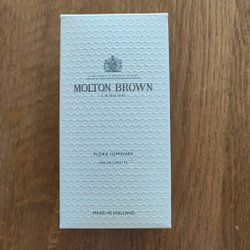 MOLTON BROWN
LONDON
FLORA LUMINARE
EAU DE TOILETTE
MADE IN ENGLAND